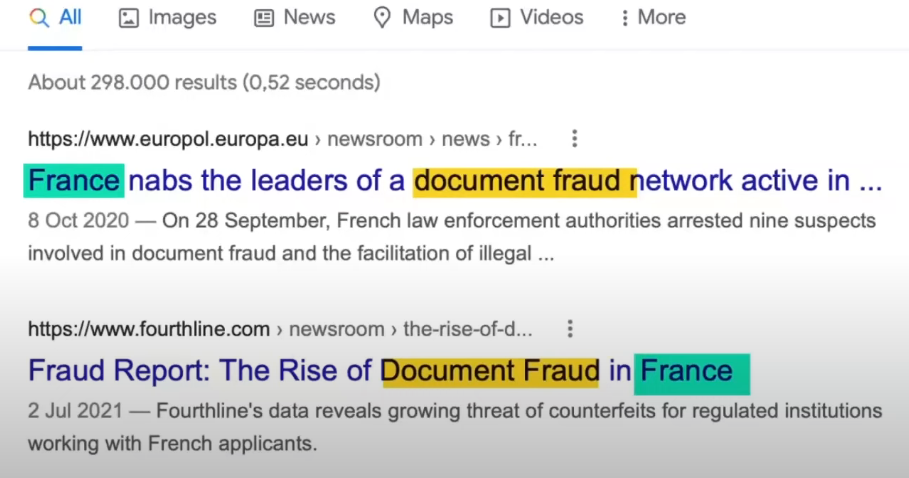 All Images News Maps Videos More
About 298.000 results (0,52 seconds)
https://www.europol.europa.eu › newsroom › news › fr...
France nabs the leaders of a document fraud network active in ...
8 Oct 2020 — On 28 September, French law enforcement authorities arrested nine suspects
involved in document fraud and the facilitation of illegal ...
https://www.fourthline.com › newsroom › the-rise-of-d...
Fraud Report: The Rise of Document Fraud in France
2 Jul 2021 — Fourthline's data reveals growing threat of counterfeits for regulated institutions
working with French applicants.